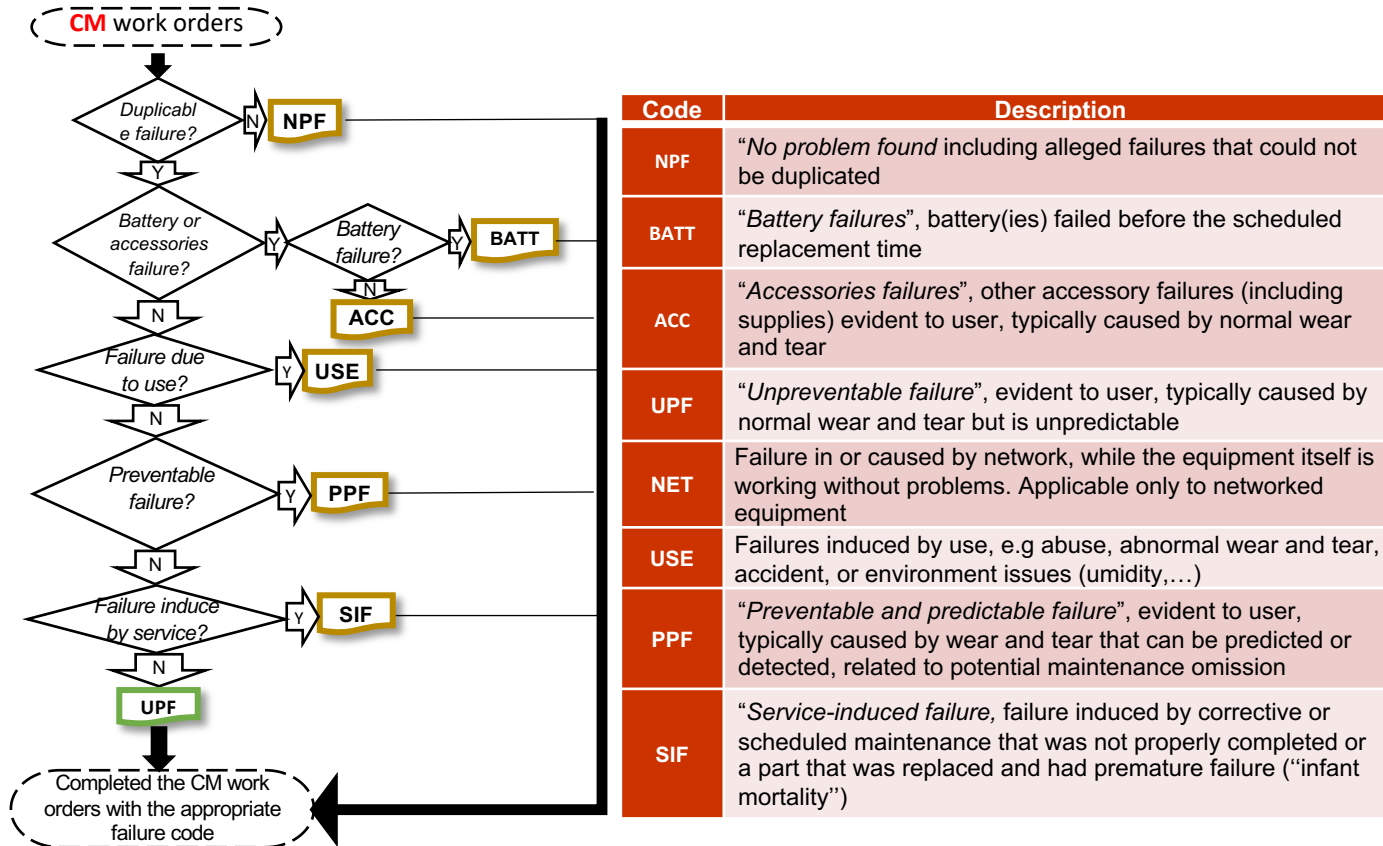 CM work orders
Duplicabl
e failure?
N
NPF
Y
Battery or
accessories
failure?
Y
Battery
failure?
Y
BATT
N
ACC
N
Failure due
to use?
Y
USE
N
Preventable
failure?
Y
PPF
N
Failure induce
by service?
Y
SIF
N
UPF
Completed the CM work
orders with the appropriate
failure code
Code Description
NPF
“No problem found including alleged failures that could not
be duplicated
BATT
“Battery failures”, battery(ies) failed before the scheduled
replacement time
ACC
“Accessories failures”, other accessory failures (including
supplies) evident to user, typically caused by normal wear
and tear
UPF
“Unpreventable failure”, evident to user, typically caused by
normal wear and tear but is unpredictable
NET
Failure in or caused by network, while the equipment itself is
working without problems. Applicable only to networked
equipment
USE
Failures induced by use, e.g abuse, abnormal wear and tear,
accident, or environment issues (umidity,…)
PPF
“Preventable and predictable failure”, evident to user,
typically caused by wear and tear that can be predicted or
detected, related to potential maintenance omission
SIF
“Service-induced failure, failure induced by corrective or
scheduled maintenance that was not properly completed or
a part that was replaced and had premature failure (‘‘infant
mortality’’)